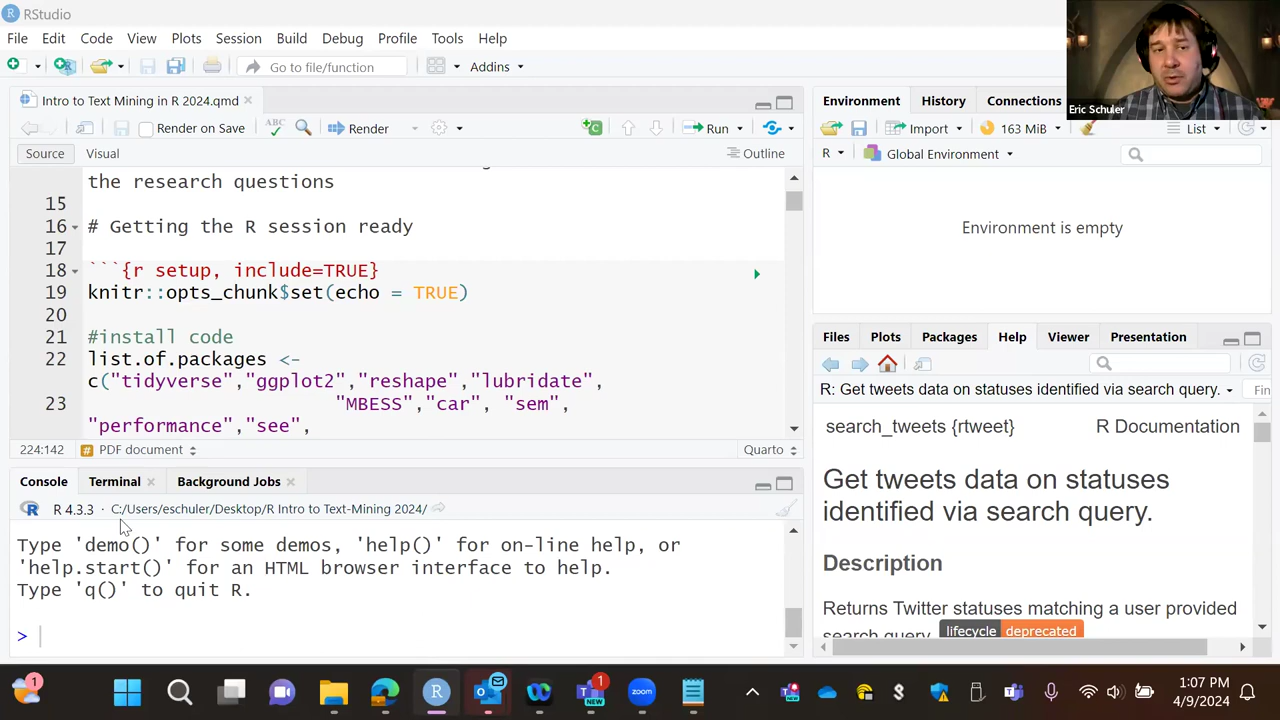 RStudio
File Edit Code View Plots Session Build Debug Profile Tools Help
Go to file/function Addins
Eric Schuler
Intro to Text Mining in R 2024.qmd
Render on Save ABC Render Run
Source Visual Outline
the research questions
15
16 # Getting the R session ready
17
18 ```{r setup, include=TRUE}
19 knitr::opts_chunk$set(echo = TRUE)
20
21 #install code
22 list.of.packages <-
c("tidyverse","ggplot2","reshape","lubridate",
23 "MBESS","car", "sem",
"performance","see",
224:142 # PDF document Quarto
Console Terminal Background Jobs
R 4.3.3 · C:/Users/eschuler/Desktop/R Intro to Text-Mining 2024/
Type 'demo()' for some demos, 'help()' for on-line help, or
'help.start()' for an HTML browser interface to help.
Type 'q()' to quit R.
>
Environment History Connections
Import 163 MiB List
R Global Environment
Environment is empty
Files Plots Packages Help Viewer Presentation
R: Get tweets data on statuses identified via search query. Fin
search_tweets {rtweet} R Documentation
Get tweets data on statuses
identified via search query.
Description
Returns Twitter statuses matching a user provided
search query. lifecycle deprecated
1 NEW 1 zoom 1:07 PM
4/9/2024